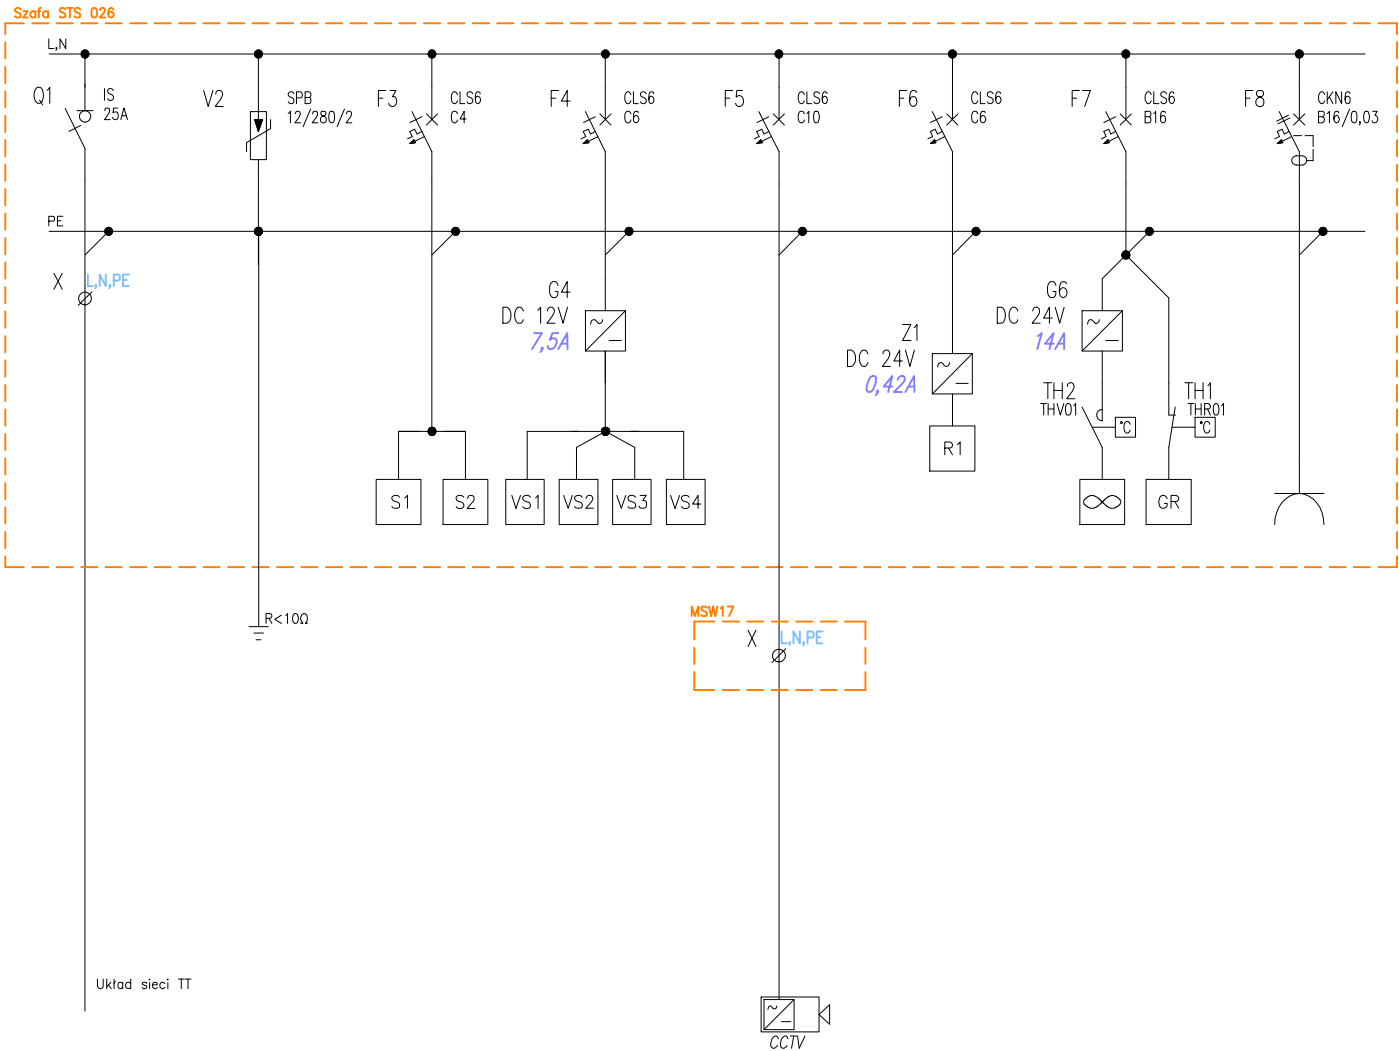 Szafa STS 026
L,N
Q1
IS
25A
V2
SPB
12/280/2
F3
CLS6
C4
F4
CLS6
C6
F5
CLS6
C10
F6
CLS6
C6
F7
CLS6
B16
F8
CKN6
B16/0,03
PE
X
L,N,PE
G4
DC 12V
7,5A
Z1
DC 24V
0,42A
G6
DC 24V
14A
TH2
THV01
°C
TH1
THR01
°C
R1
S1
S2
VS1
VS2
VS3
VS4
GR
R<10Ω
MSW17
X
L,N,PE
Układ sieci TT
CCTV